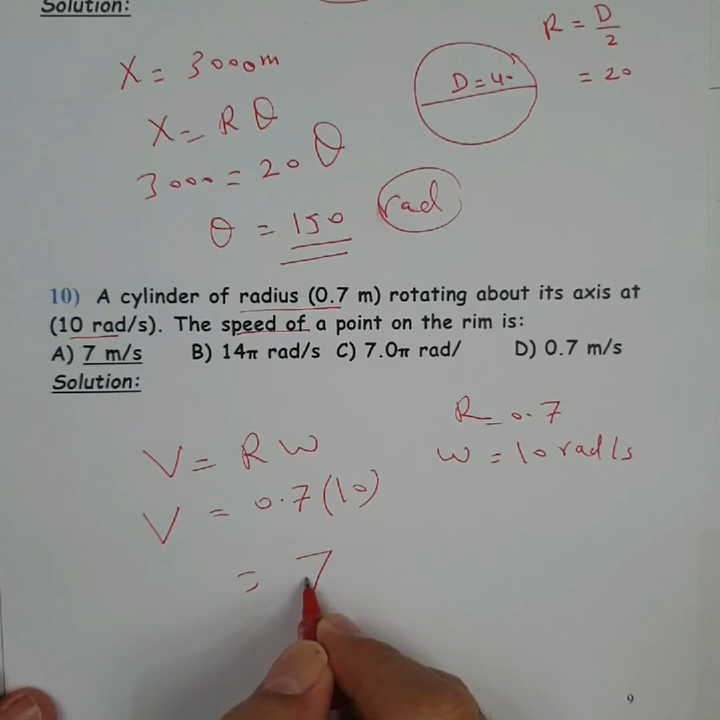 Solution:
R = D/2
= 20
D = 40
X = 3000m
X = Rθ
3000 = 20 θ
θ = 150 rad
10) A cylinder of radius (0.7 m) rotating about its axis at
(10 rad/s). The speed of a point on the rim is:
A) 7 m/s B) 14π rad/s C) 7.0π rad/ D) 0.7 m/s
Solution:
R = 0.7
W = 10 rad/s
V = R W
V = 0.7(10)
= 7
9